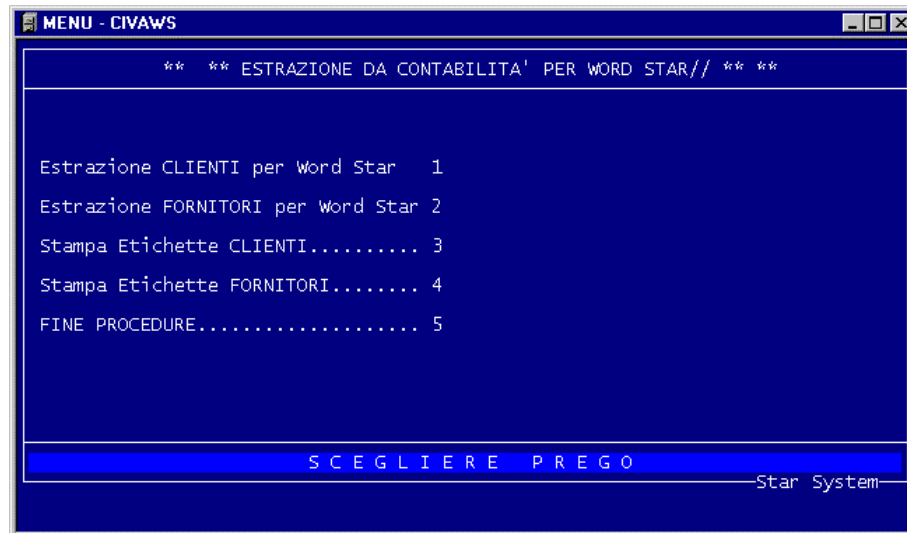 MENU - CIVAWS
** ** ESTRAZIONE DA CONTABILITA' PER WORD STAR// ** **
Estrazione CLIENTI per Word Star 1
Estrazione FORNITORI per Word Star 2
Stampa Etichette CLIENTI.......... 3
Stampa Etichette FORNITORI........ 4
FINE PROCEDURE.................... 5
S C E G L I E R E P R E G O
Star System